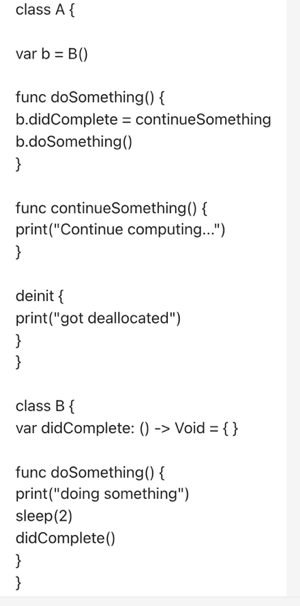 class A {
var b = B()
func doSomething() {
b.didComplete = continueSomething
b.doSomething()
}
func continueSomething() {
print("Continue computing...")
}
deinit {
print("got deallocated")
}
}
class B {
var didComplete: () -> Void = { }
func doSomething() {
print("doing something")
sleep(2)
didComplete()
}
}